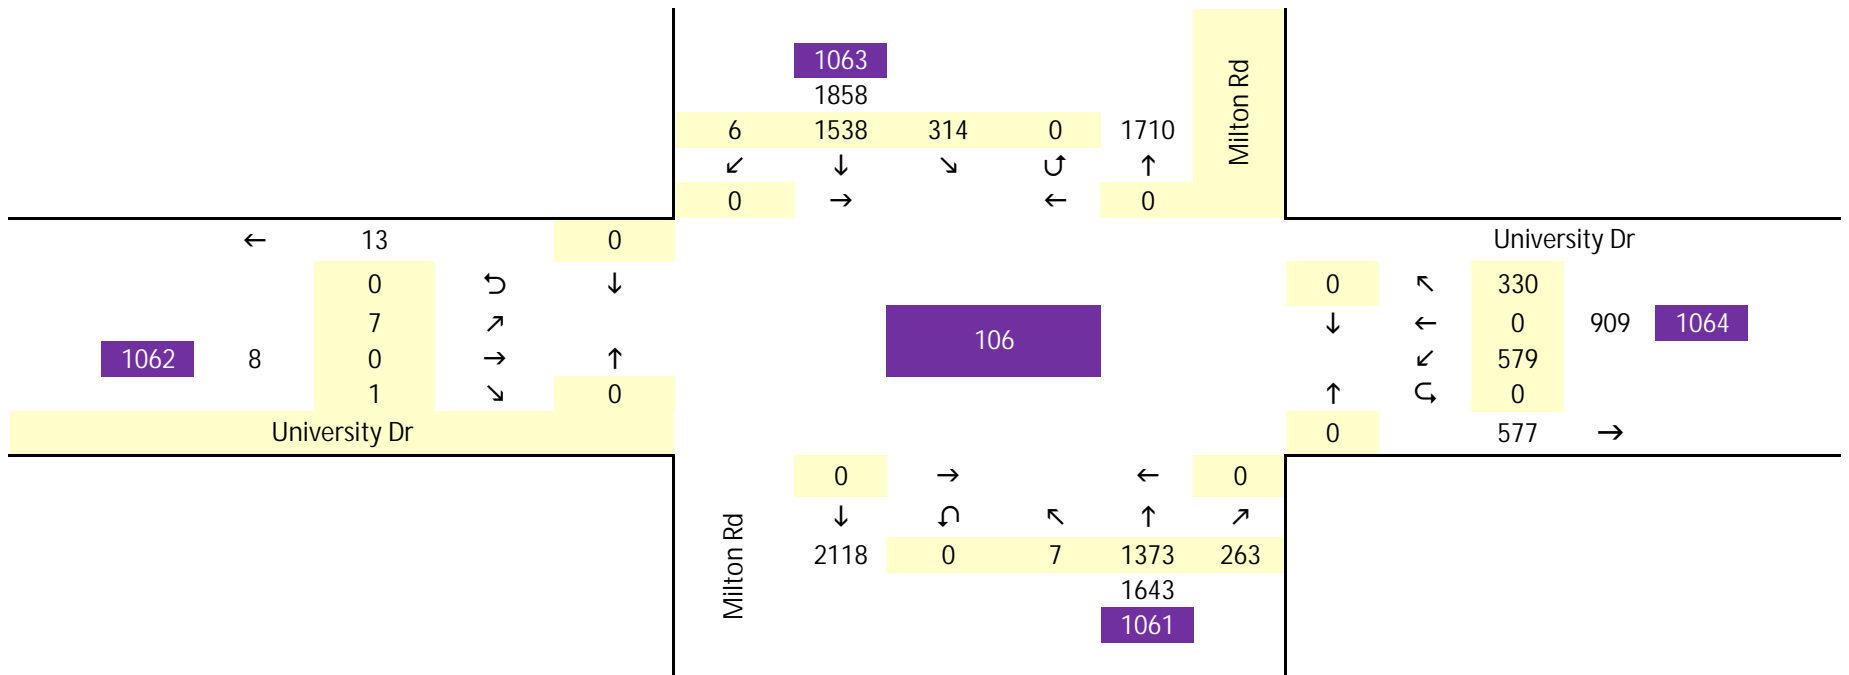 1063
1858
6 1538 314 0 1710
↙ ↓ ↘ ⮍ ↑
0 → ← 0
Milton Rd
← 13 0
0 ⮌ ↓
7 ↗
1062 8 0 → ↑
1 ↘ 0
University Dr
106
University Dr
0 ↖ 330
↓ ← 0 909 1064
↙ 579
↑ ⮎ 0
0 577 →
0 → ← 0
↓ ⮏ ↖ ↑ ↗
2118 0 7 1373 263
1643
1061
Milton Rd